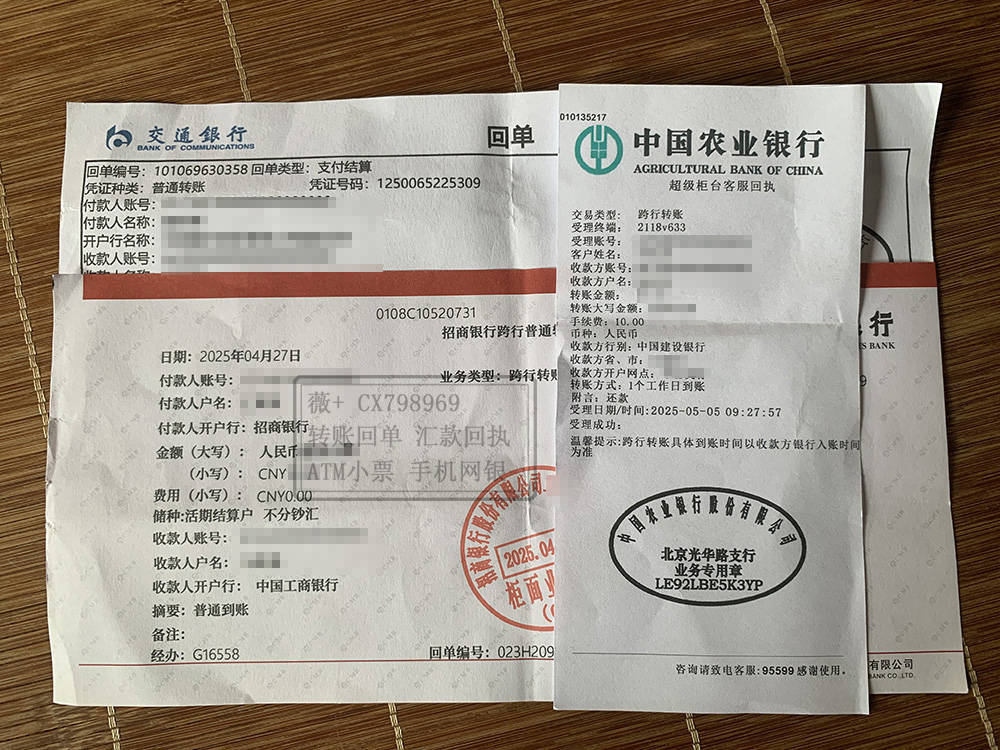 交通銀行
BANK OF COMMUNICATIONS
回单
回单编号：101069630358 回单类型：支付结算
凭证种类：普通转账 凭证号码：1250065225309
付款人账号：
付款人名称：
开户行名称：
收款人账号：
0108C10520731
招商银行跨行普通转
日期：2025年04月27日
付款人账号：
业务类型：跨行转账
付款人户名：
付款人开户行：招商银行
金额（大写）：人民币
（小写）：CNY
费用（小写）：CNY0.00
储种:活期结算户 不分钞汇
收款人账号：
收款人户名：
收款人开户行：中国工商银行
摘要：普通到账
备注：
经办：G16558
回单编号：023H209
招商银行股份有限公司
2025.04
柜面业
薇+ CX798969
转账回单 汇款回执
ATM小票 手机网银
010135217
中国农业银行
AGRICULTURAL BANK OF CHINA
超级柜台客服回执
交易类型：跨行转账
受理终端：2118v633
受理账号：
客户姓名：
收款方账号：
收款方户名：
转账金额：
转账大写金额：
手续费：10.00
币种：人民币
收款方行别：中国建设银行
收款方省、市：
收款方开户网点：
转账方式：1个工作日到账
附言：还款
受理日期/时间:2025-05-05 09:27:57
受理成功：
温馨提示:跨行转账具体到账时间以收款方银行入账时间
为准
中国农业银行股份有限公司
北京光华路支行
业务专用章
LE92LBE5K3YP
咨询请致电客服:95599 感谢使用。
银行
S BANK
有限公司
BANK CO.,LTD.